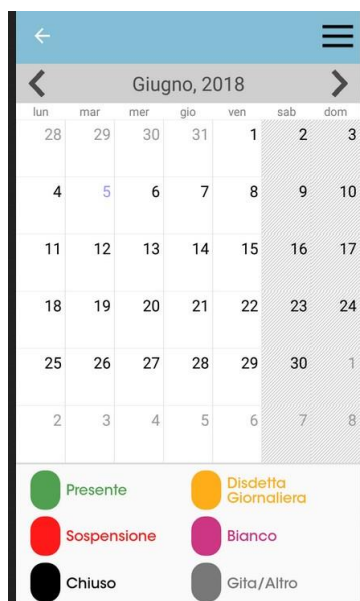 Giugno, 2018
lun mar mer gio ven sab dom
28 29 30 31 1 2 3
4 5 6 7 8 9 10
11 12 13 14 15 16 17
18 19 20 21 22 23 24
25 26 27 28 29 30 1
2 3 4 5 6 7 8
Presente
Disdetta
Giornaliera
Sospensione
Bianco
Chiuso
Gita/Altro